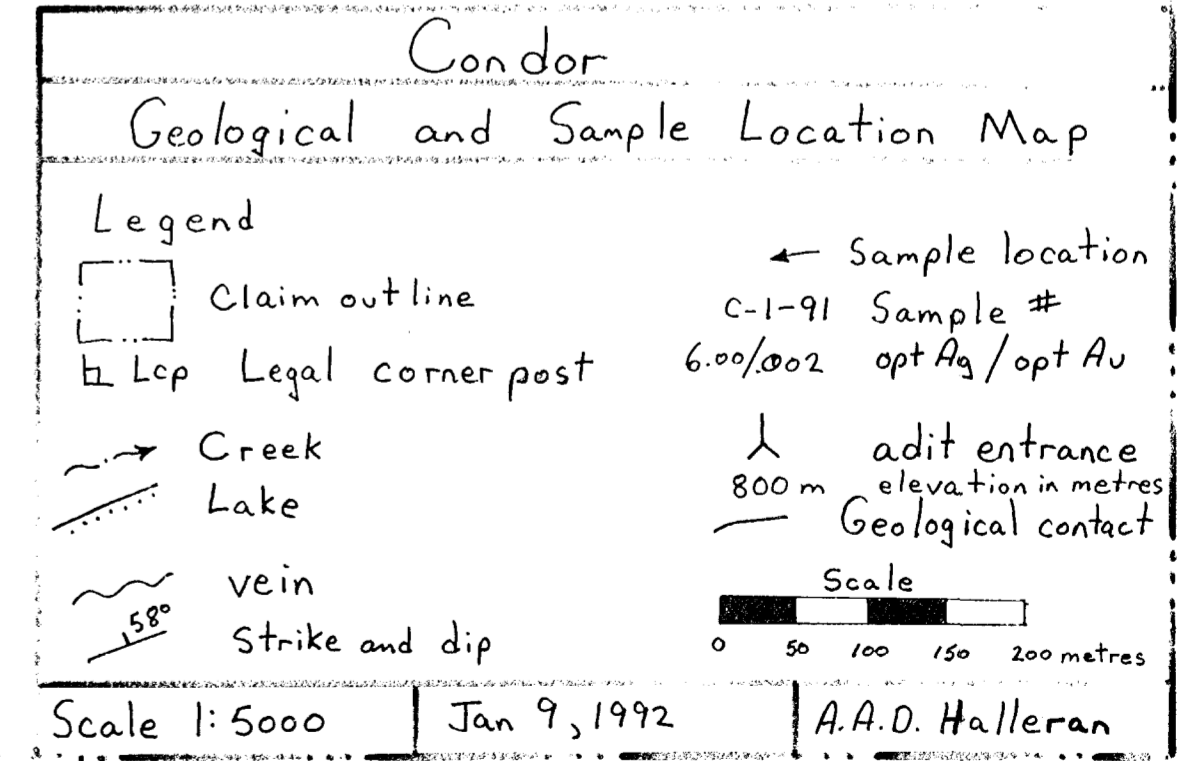 Condor
Geological and Sample Location Map
Legend
Claim outline
Lcp Legal corner post
Creek
Lake
vein
58° Strike and dip
Sample location
C-1-91 Sample #
6.00/.002 opt Ag / opt Au
adit entrance
800 m elevation in metres
Geological contact
Scale
0 50 100 150 200 metres
Scale 1:5000
Jan 9, 1992
A.A.D. Halleran